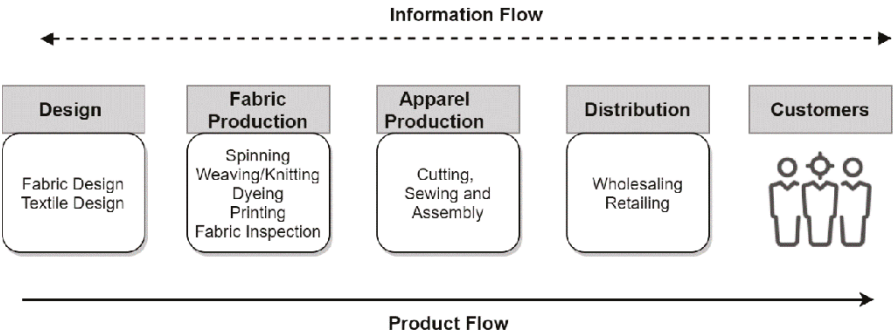 Information Flow
Design
Fabric
Production
Apparel
Production
Distribution
Customers
Fabric Design
Textile Design
Spinning
Weaving/Knitting
Dyeing
Printing
Fabric Inspection
Cutting,
Sewing and
Assembly
Wholesaling
Retailing
Product Flow